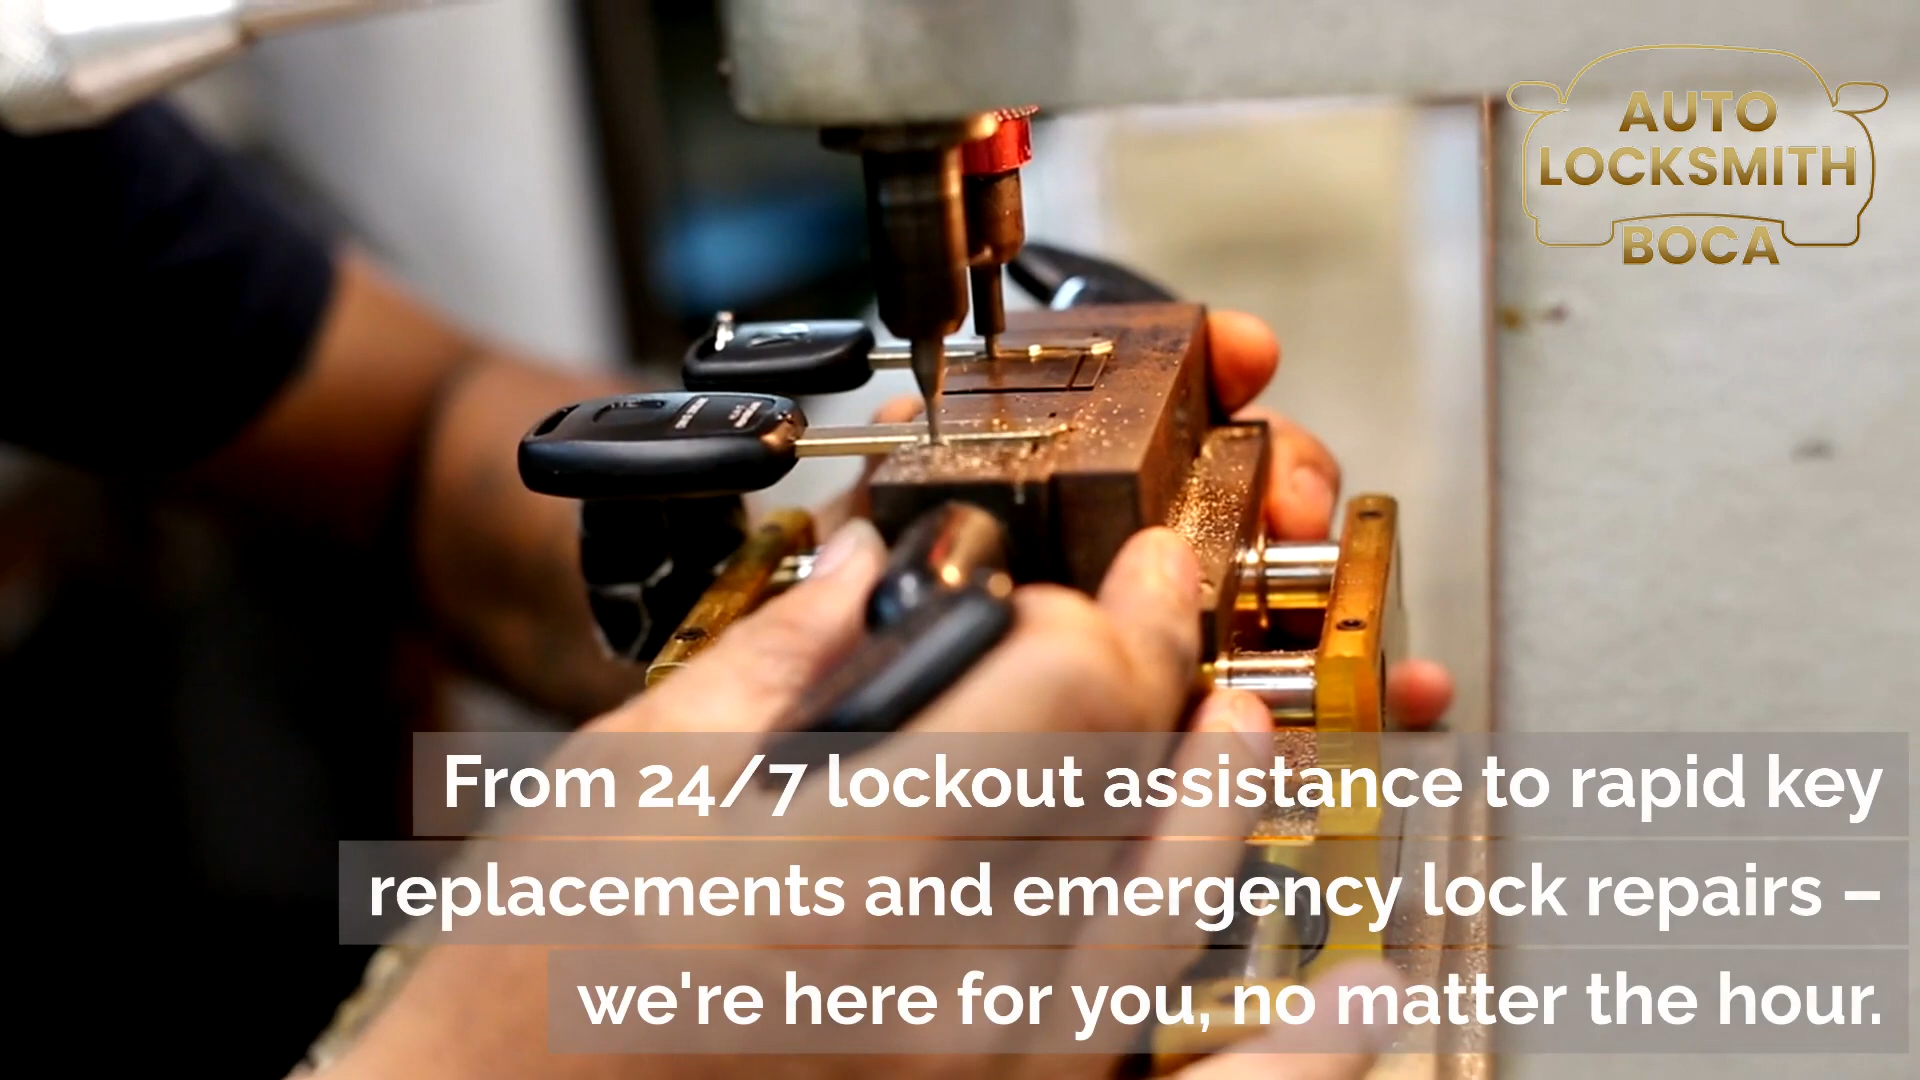 AUTO
LOCKSMITH
BOCA
From 24/7 lockout assistance to rapid key
replacements and emergency lock repairs –
we're here for you, no matter the hour.